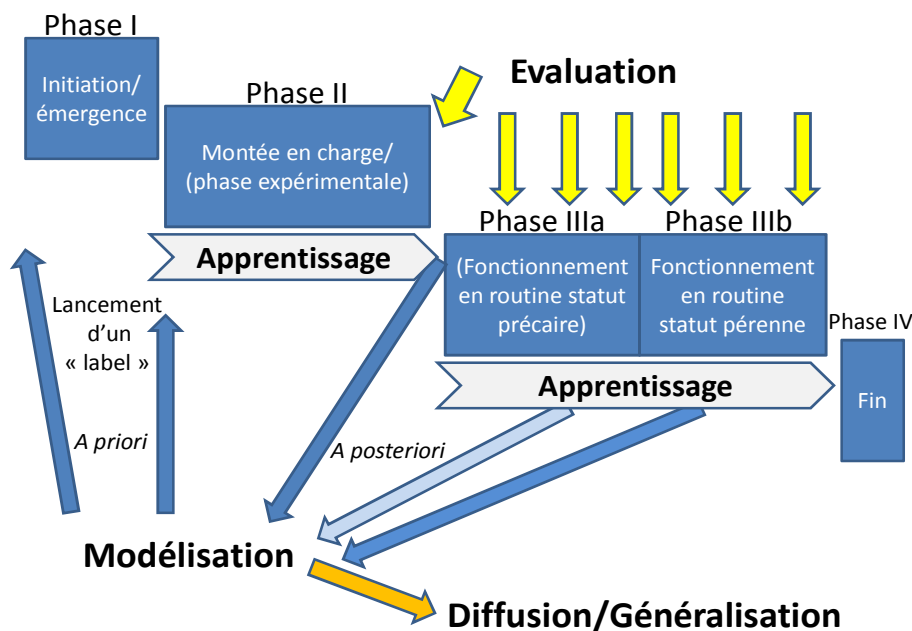 Phase I
Initiation/
émergence
Phase II
Montée en charge/
(phase expérimentale)
Evaluation
Apprentissage
Phase IIIa
(Fonctionnement
en routine statut
précaire)
Phase IIIb
Fonctionnement
en routine
statut pérenne
Phase IV
Fin
Apprentissage
Lancement
d’un
« label »
A priori
A posteriori
Modélisation
Diffusion/Généralisation